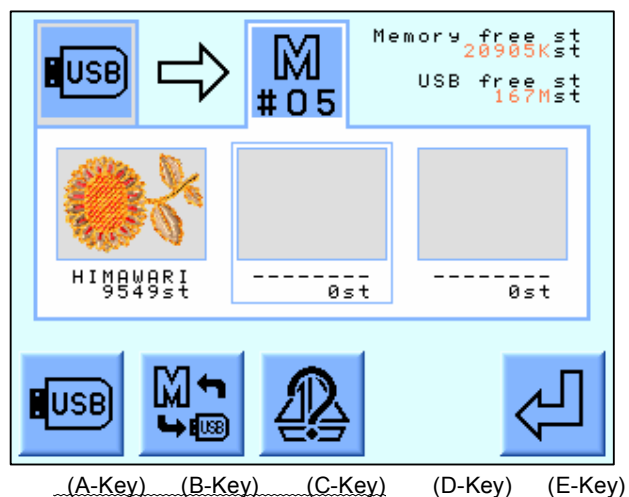 USB
M
#05
Memory free st
20905Kst
USB free st
167Mst
HIMAWARI
9549st
--------
0st
--------
0st
USB
M
USB
(A-Key) (B-Key) (C-Key) (D-Key) (E-Key)